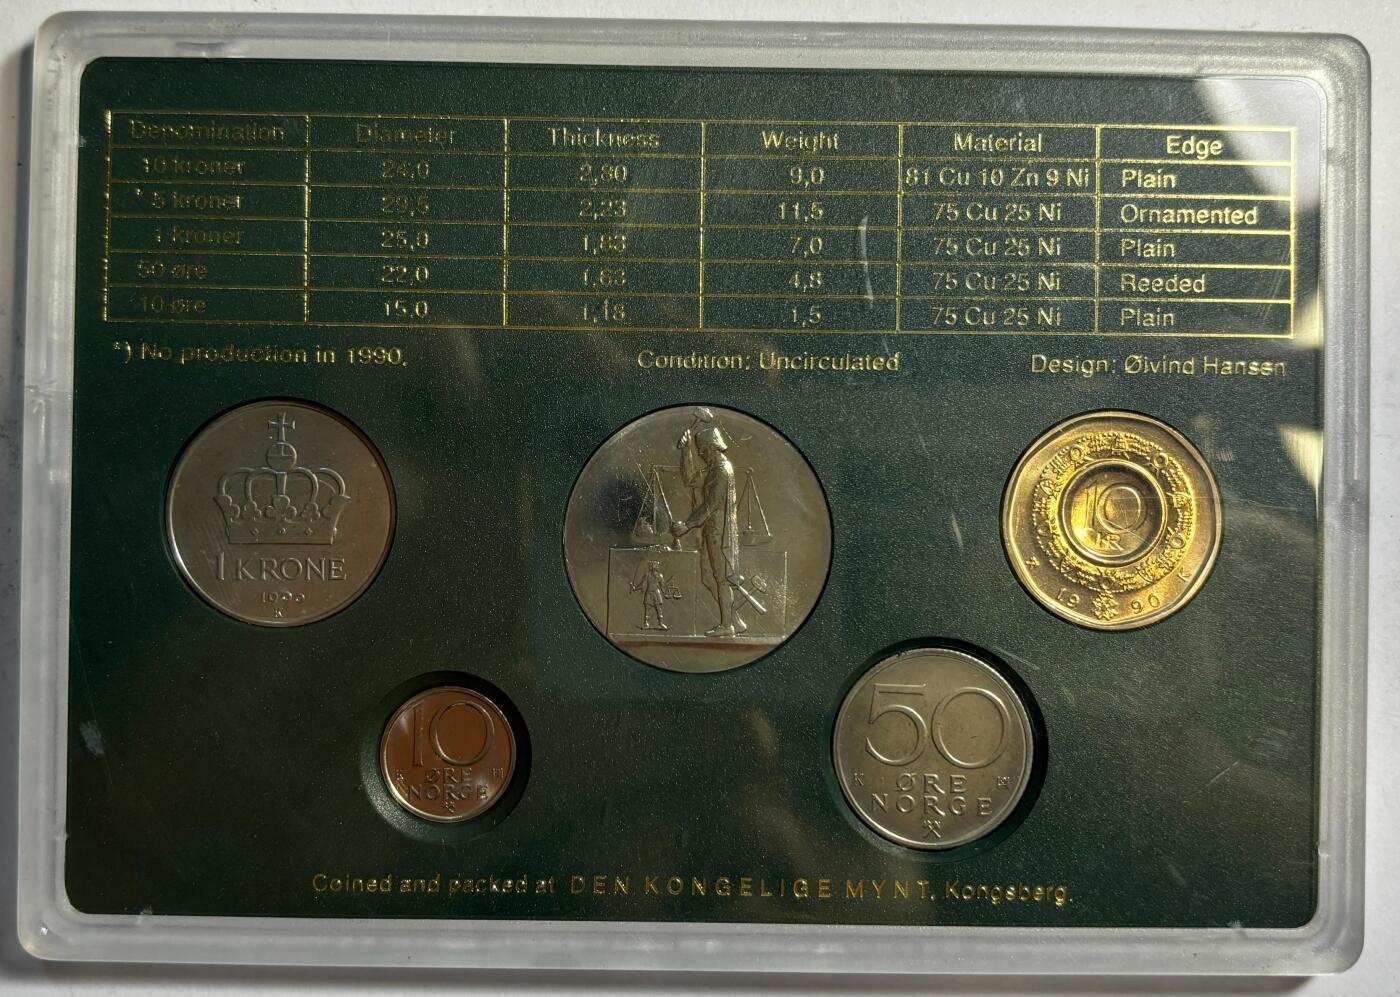 Denomination Diameter Thickness Weight Material Edge
10 kroner 24,0 2,80 9,0 81 Cu 10 Zn 9 Ni Plain
* 5 kroner 29,5 2,23 11,5 75 Cu 25 Ni Ornamented
1 kroner 25,0 1,83 7,0 75 Cu 25 Ni Plain
50 øre 22,0 1,63 4,8 75 Cu 25 Ni Reeded
10 øre 15,0 1,18 1,5 75 Cu 25 Ni Plain
*) No production in 1990. Condition: Uncirculated Design: Øivind Hansen
1 KRONE
1990
K
10
KR
19 90
K
10
ØRE
NORGE
50
K ØRE
NORGE
Coined and packed at DEN KONGELIGE MYNT, Kongsberg.